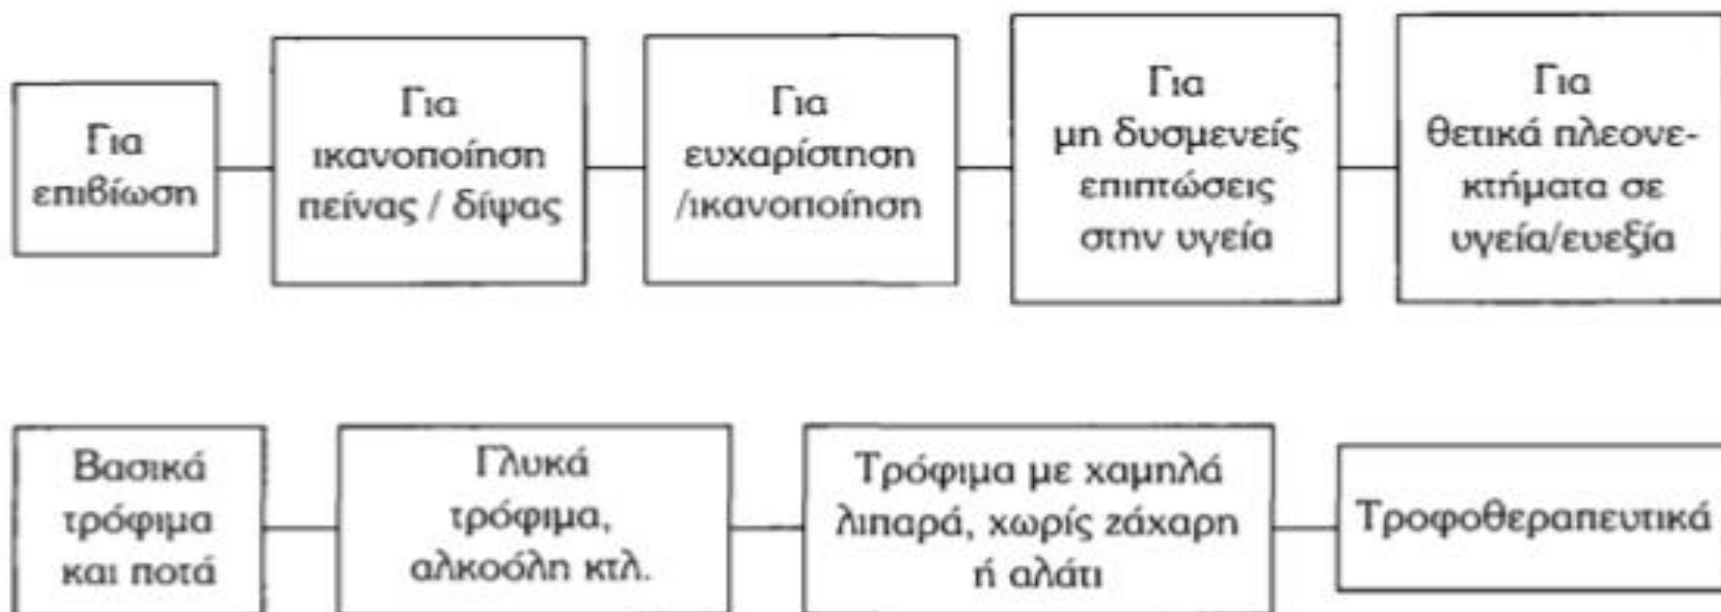 Για
επιβίωση
Για
ικανοποίηση
πείνας / δίψας
Για
ευχαρίστηση
/ικανοποίηση
Για
μη δυσμενείς
επιπτώσεις
στην υγεία
Για
θετικά πλεονε-
κτήματα σε
υγεία/ευεξία
Βασικά
τρόφιμα
και ποτά
Γλυκά
τρόφιμα,
αλκοόλη κτλ.
Τρόφιμα με χαμηλά
λιπαρά, χωρίς ζάχαρη
ή αλάτι
Τροφοθεραπευτικά